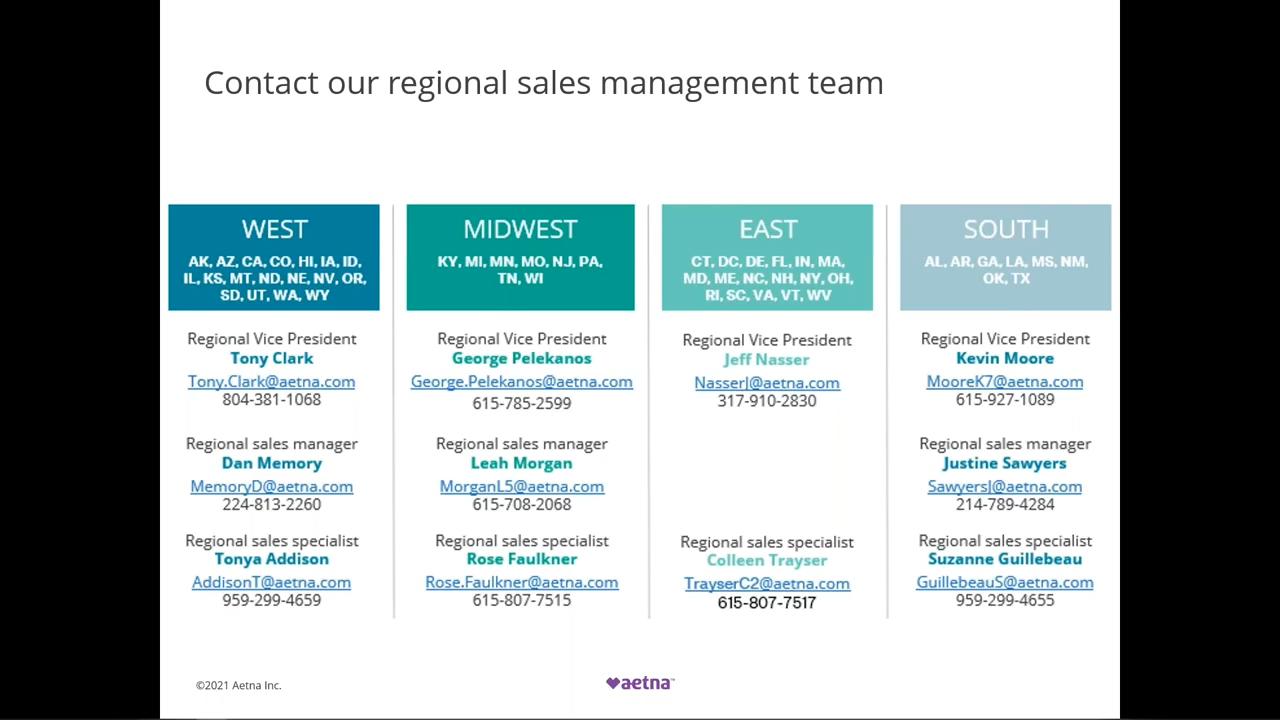 Contact our regional sales management team
WEST
AK, AZ, CA, CO, HI, IA, ID,
IL, KS, MT, ND, NE, NV, OR,
SD, UT, WA, WY
Regional Vice President
Tony Clark
Tony.Clark@aetna.com
804-381-1068
Regional sales manager
Dan Memory
MemoryD@aetna.com
224-813-2260
Regional sales specialist
Tonya Addison
AddisonT@aetna.com
959-299-4659
MIDWEST
KY, MI, MN, MO, NJ, PA,
TN, WI
Regional Vice President
George Pelekanos
George.Pelekanos@aetna.com
615-785-2599
Regional sales manager
Leah Morgan
MorganL5@aetna.com
615-708-2068
Regional sales specialist
Rose Faulkner
Rose.Faulkner@aetna.com
615-807-7515
EAST
CT, DC, DE, FL, IN, MA,
MD, ME, NC, NH, NY, OH,
RI, SC, VA, VT, WV
Regional Vice President
Jeff Nasser
NasserJ@aetna.com
317-910-2830
Regional sales specialist
Colleen Trayser
TrayserC2@aetna.com
615-807-7517
SOUTH
AL, AR, GA, LA, MS, NM,
OK, TX
Regional Vice President
Kevin Moore
MooreK7@aetna.com
615-927-1089
Regional sales manager
Justine Sawyers
SawyersJ@aetna.com
214-789-4284
Regional sales specialist
Suzanne Guillebeau
GuillebeauS@aetna.com
959-299-4655
©2021 Aetna Inc.
aetna™